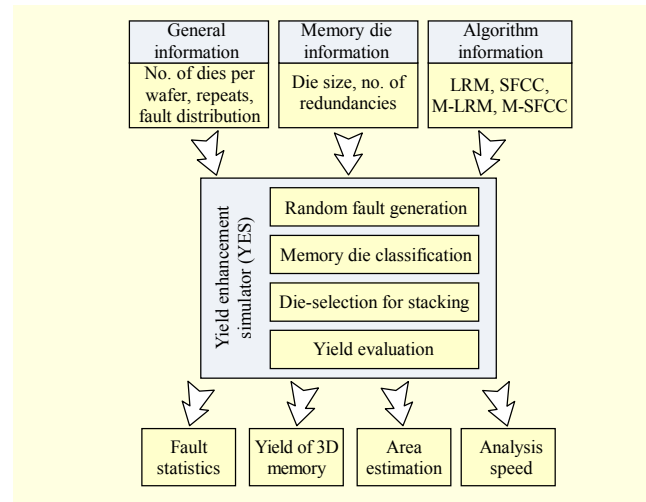 General
information
No. of dies per
wafer, repeats,
fault distribution
Memory die
information
Die size, no. of
redundancies
Algorithm
information
LRM, SFCC,
M-LRM, M-SFCC
Yield enhancement
simulator (YES)
Random fault generation
Memory die classification
Die-selection for stacking
Yield evaluation
Fault
statistics
Yield of 3D
memory
Area
estimation
Analysis
speed